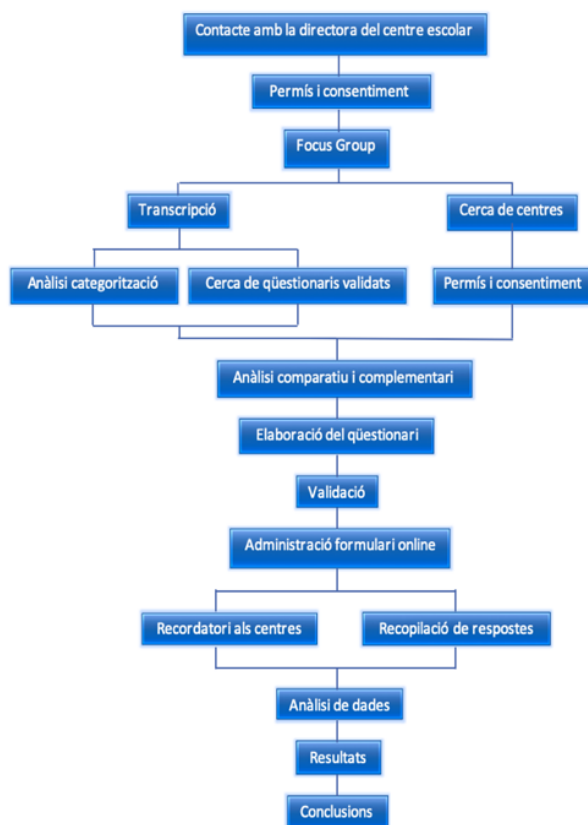 Contacte amb la directora del centre escolar
Permís i consentiment
Focus Group
Transcripció
Cerca de centres
Anàlisi categorització
Cerca de qüestionaris validats
Permís i consentiment
Anàlisi comparatiu i complementari
Elaboració del qüestionari
Validació
Administració formulari online
Recordatori als centres
Recopilació de respostes
Anàlisi de dades
Resultats
Conclusions